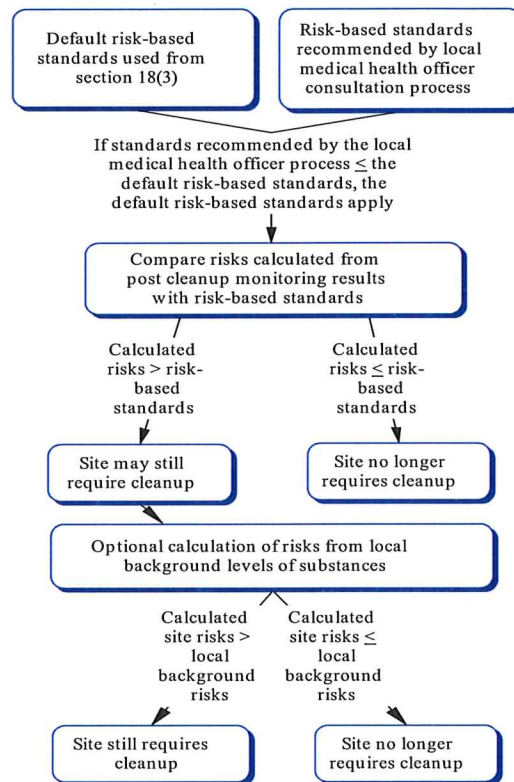 Default risk-based
standards used from
section 18(3)
Risk-based standards
recommended by local
medical health officer
consultation process
If standards recommended by the local
medical health officer process ≤ the
default risk-based standards, the
default risk-based standards apply
Compare risks calculated from
post cleanup monitoring results
with risk-based standards
Calculated
risks > risk-
based
standards
Calculated
risks ≤ risk-
based
standards
Site may still
require cleanup
Site no longer
requires cleanup
Optional calculation of risks from local
background levels of substances
Calculated
site risks >
local
background
risks
Calculated
site risks ≤
local
background
risks
Site still requires
cleanup
Site no longer
requires cleanup